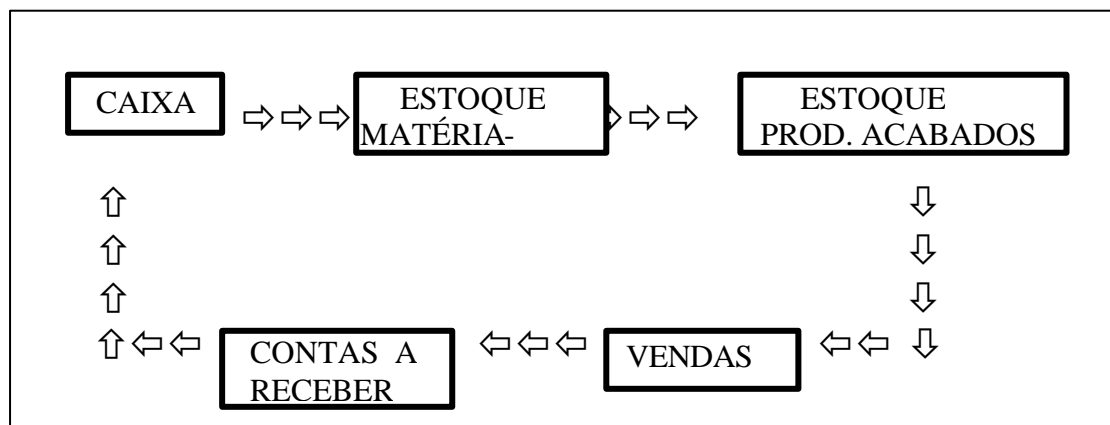 CAIXA
ESTOQUE
MATÉRIA-
ESTOQUE
PROD. ACABADOS
CONTAS A
RECEBER
VENDAS